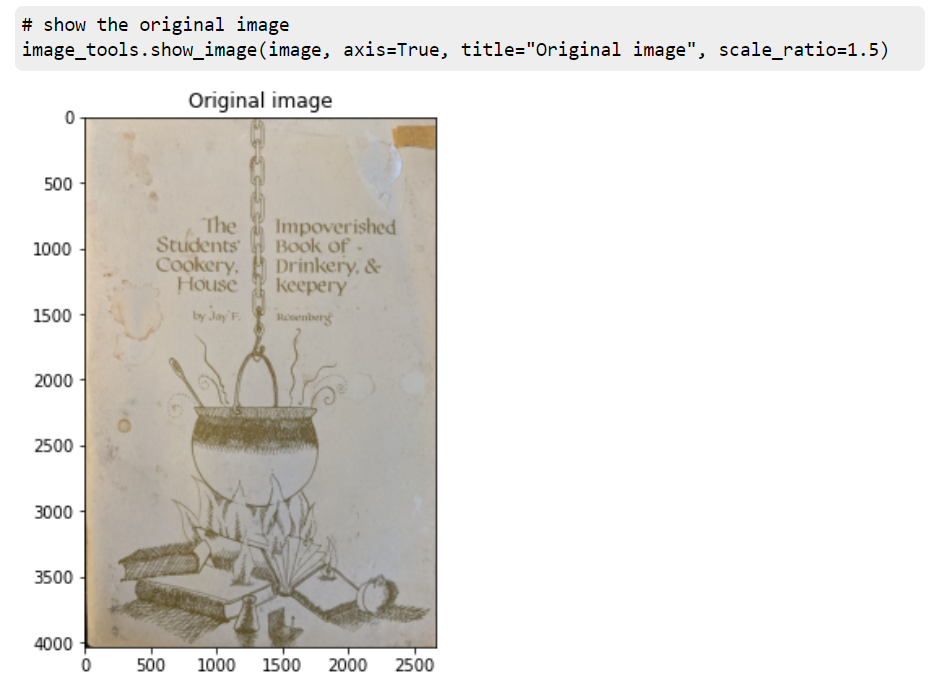 # show the original image
image_tools.show_image(image, axis=True, title="Original image", scale_ratio=1.5)
Original image
0
500
1000
1500
2000
2500
3000
3500
4000
The Impoverished
Students' Book of
Cookery, Drinkery, &
House keepery
by Jay F. Rosenberg
0 500 1000 1500 2000 2500